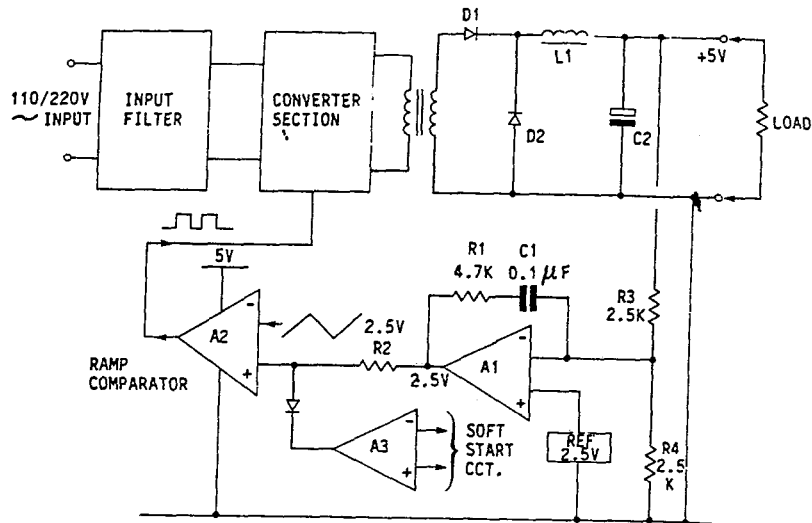 D1
L1
+5V
110/220V
~ INPUT
INPUT
FILTER
CONVERTER
SECTION
D2
C2
LOAD
5V
R1
4.7K
C1
0.1 µF
R3
2.5K
A2
2.5V
R2
RAMP
COMPARATOR
2.5V
A1
-
+
-
+
A3
-
+
SOFT
START
CCT.
REF
2.5V
R4
2.5
K